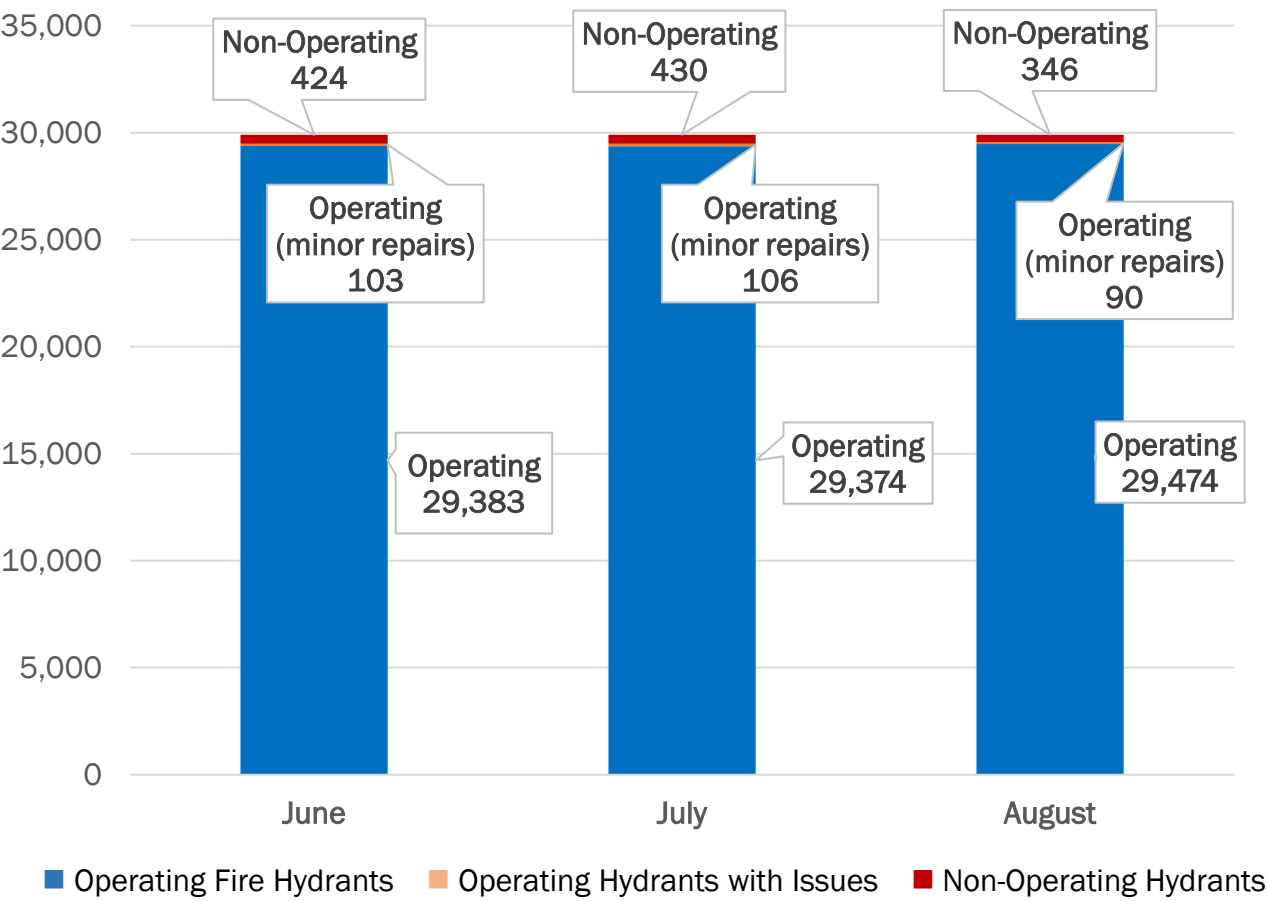 35,000
30,000
25,000
20,000
15,000
10,000
5,000
0
Non-Operating
424
Non-Operating
430
Non-Operating
346
Operating
(minor repairs)
103
Operating
(minor repairs)
106
Operating
(minor repairs)
90
Operating
29,383
Operating
29,374
Operating
29,474
June
July
August
Operating Fire Hydrants
Operating Hydrants with Issues
Non-Operating Hydrants